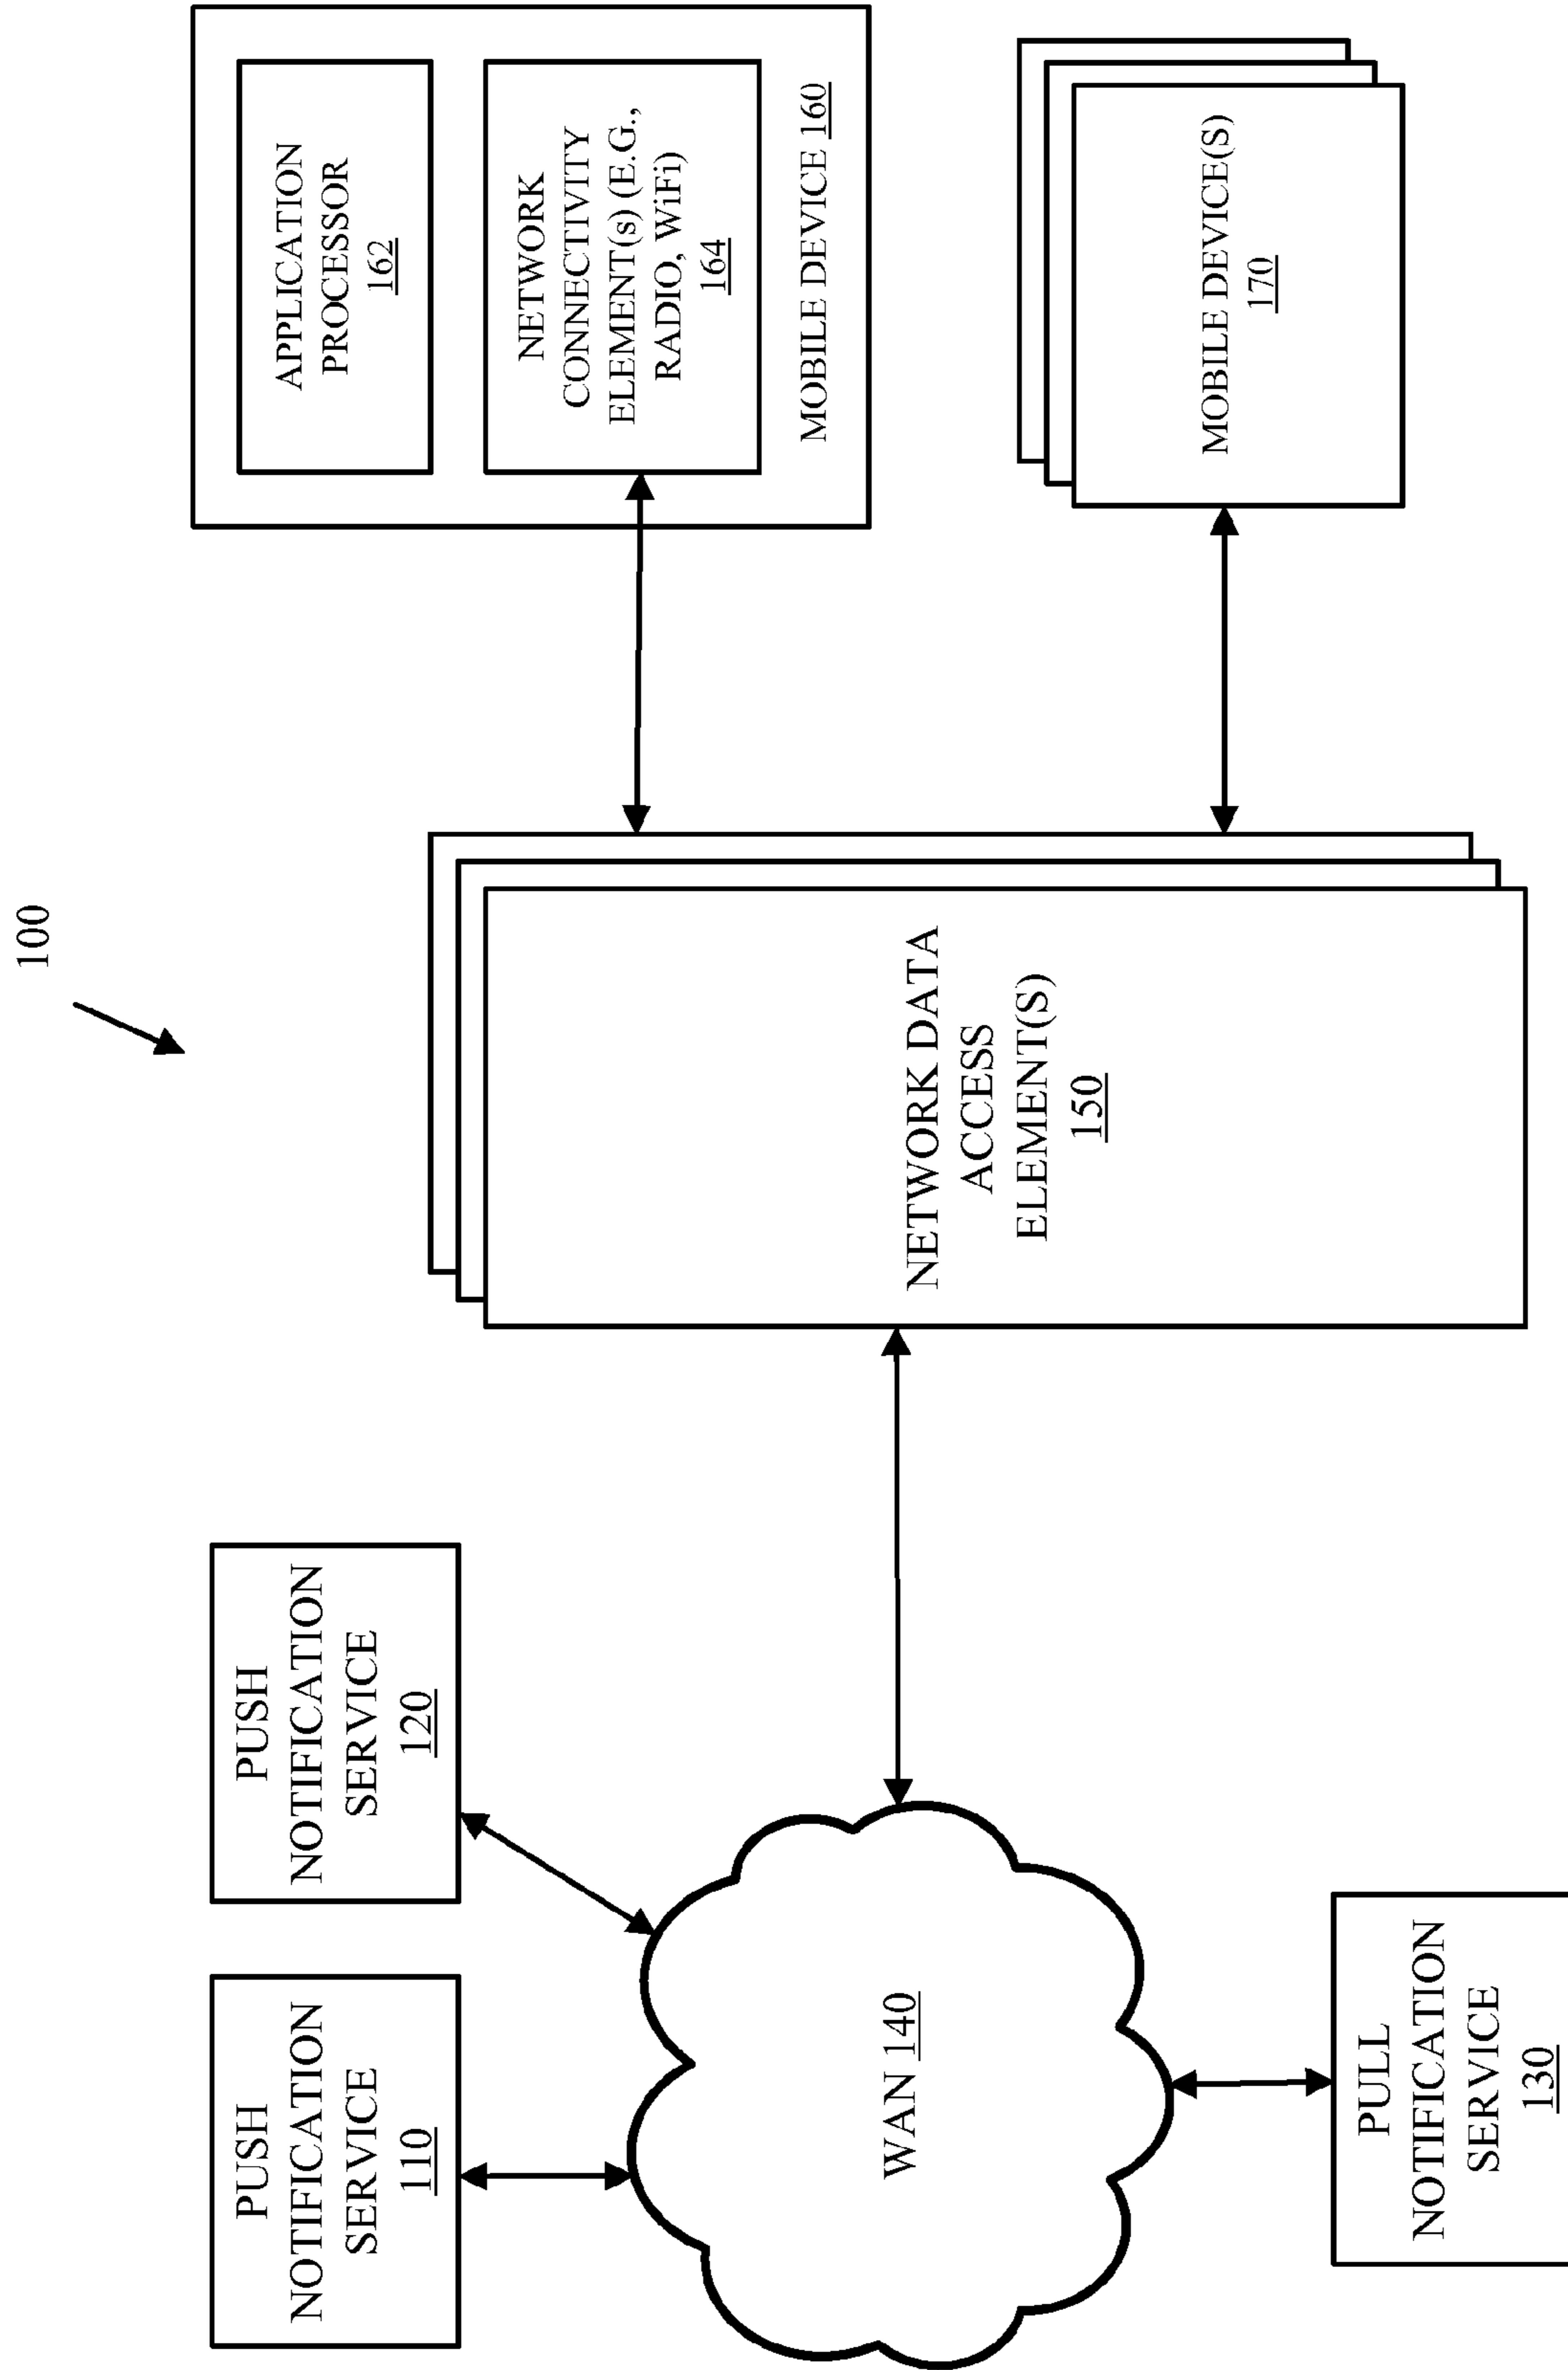 100
PUSH
NOTIFICATION
SERVICE
110
PUSH
NOTIFICATION
SERVICE
120
WAN 140
PULL
NOTIFICATION
SERVICE
130
NETWORK DATA
ACCESS
ELEMENT(S)
150
APPLICATION
PROCESSOR
162
NETWORK
CONNECTIVITY
ELEMENT(s) (E.G.,
RADIO, WiFi)
164
MOBILE DEVICE 160
MOBILE DEVICE(S)
170